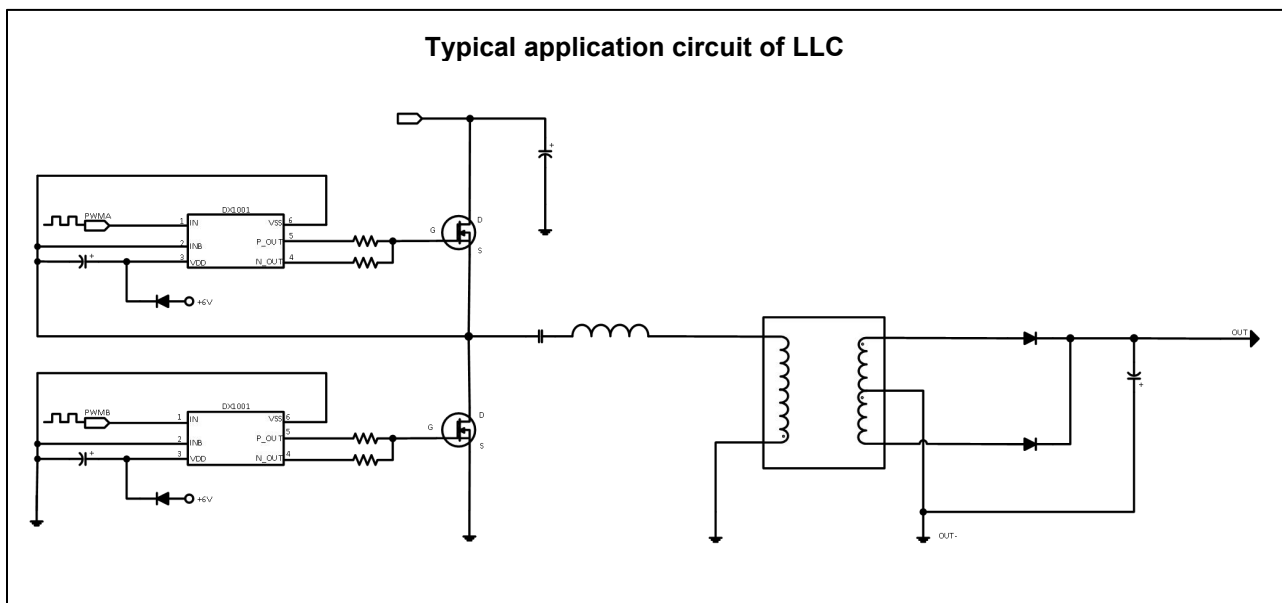 Typical application circuit of LLC
+
DX1001
PWMA
1 IN
VSS 6
2 INB
P_OUT 5
3 VDD
N_OUT 4
+
+6V
G
D
S
DX1001
PWMB
1 IN
VSS 6
2 INB
P_OUT 5
3 VDD
N_OUT 4
+
+6V
G
D
S
OUT
+
OUT-